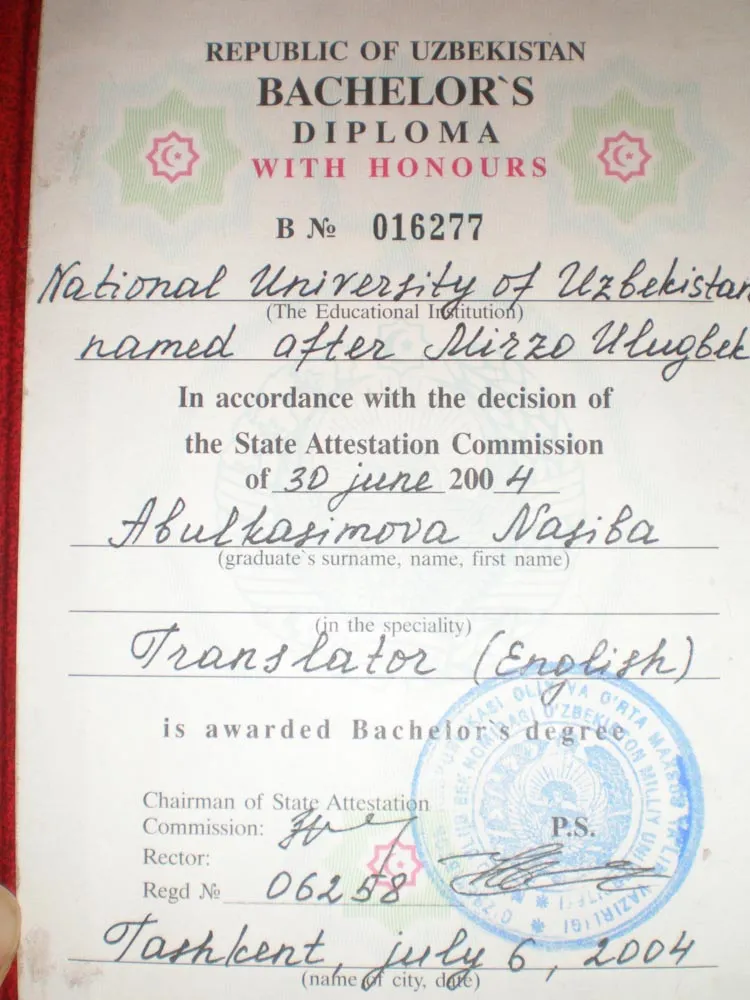 REPUBLIC OF UZBEKISTAN
BACHELOR`S
DIPLOMA
WITH HONOURS
B № 016277
National University of Uzbekistan
(The Educational Institution)
named after Mirzo Ulugbek
In accordance with the decision of
the State Attestation Commission
of 30 june 2004
Abulkasimova Nasiba
(graduate`s surname, name, first name)
(in the speciality)
Translator (English)
is awarded Bachelor`s degree
Chairman of State Attestation
Commission:
P.S.
Rector:
Regd № 06258
Tashkent, july 6, 2004
(name of city, date)